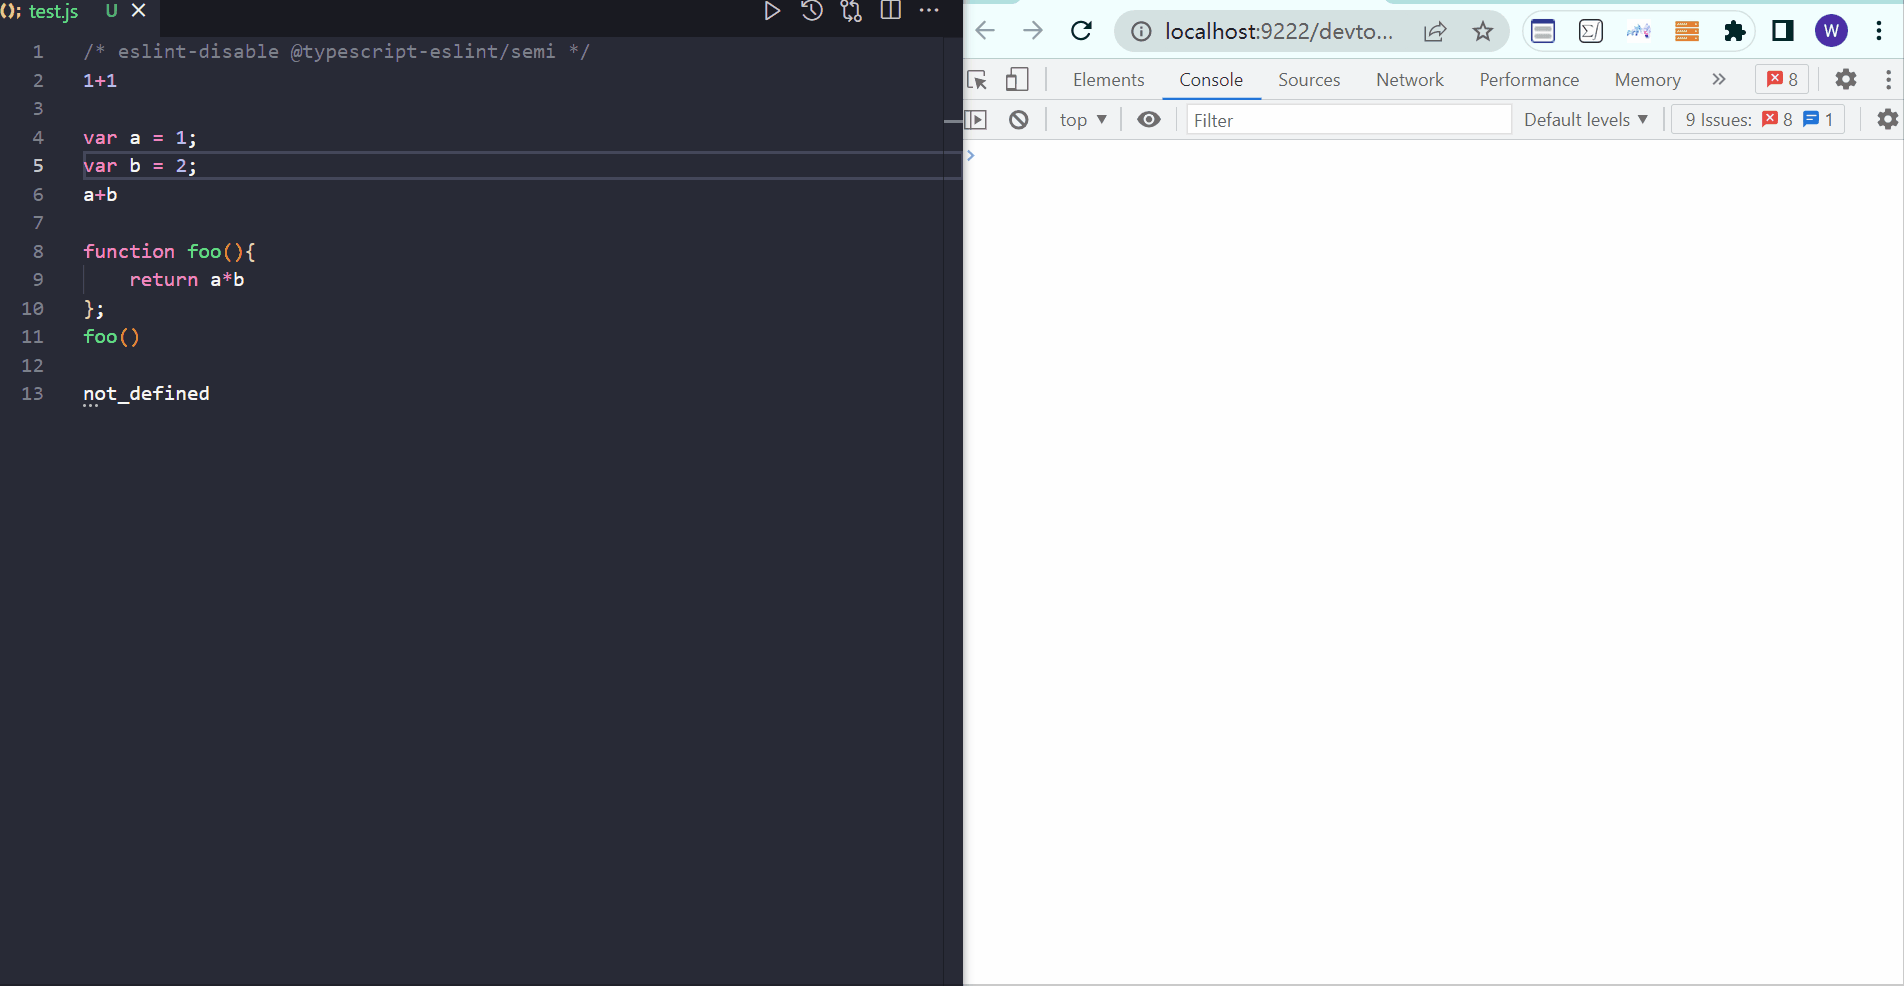 test.js U
1 /* eslint-disable @typescript-eslint/semi */
2 1+1
3
4 var a = 1;
5 var b = 2;
6 a+b
7
8 function foo(){
9 return a*b
10 };
11 foo()
12
13 not_defined
localhost:9222/devto... W
Elements Console Sources Network Performance Memory » 8
top Filter Default levels 9 Issues: 8 1